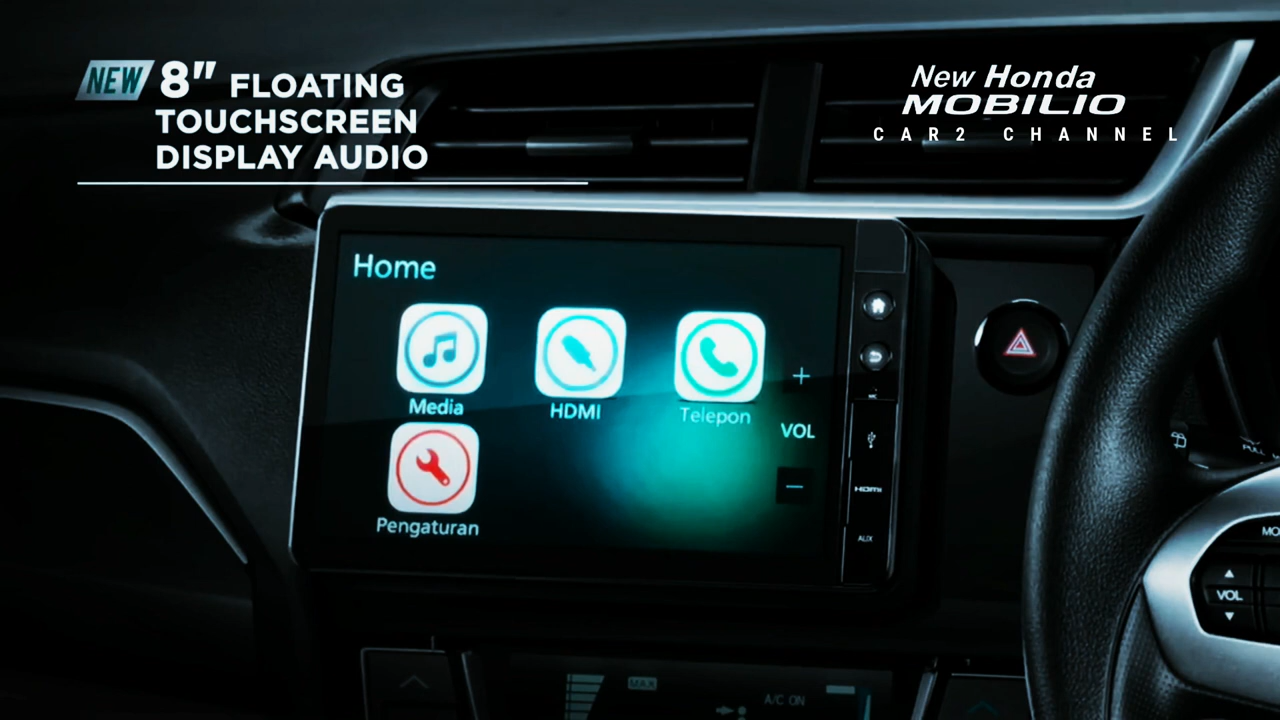 NEW 8" FLOATING
TOUCHSCREEN
DISPLAY AUDIO
New Honda
MOBILIO
CAR2 CHANNEL
Home
Media
HDMI
Telepon
Pengaturan
+
VOL
−
HDMI
AUX
VOL
MAX
A/C ON